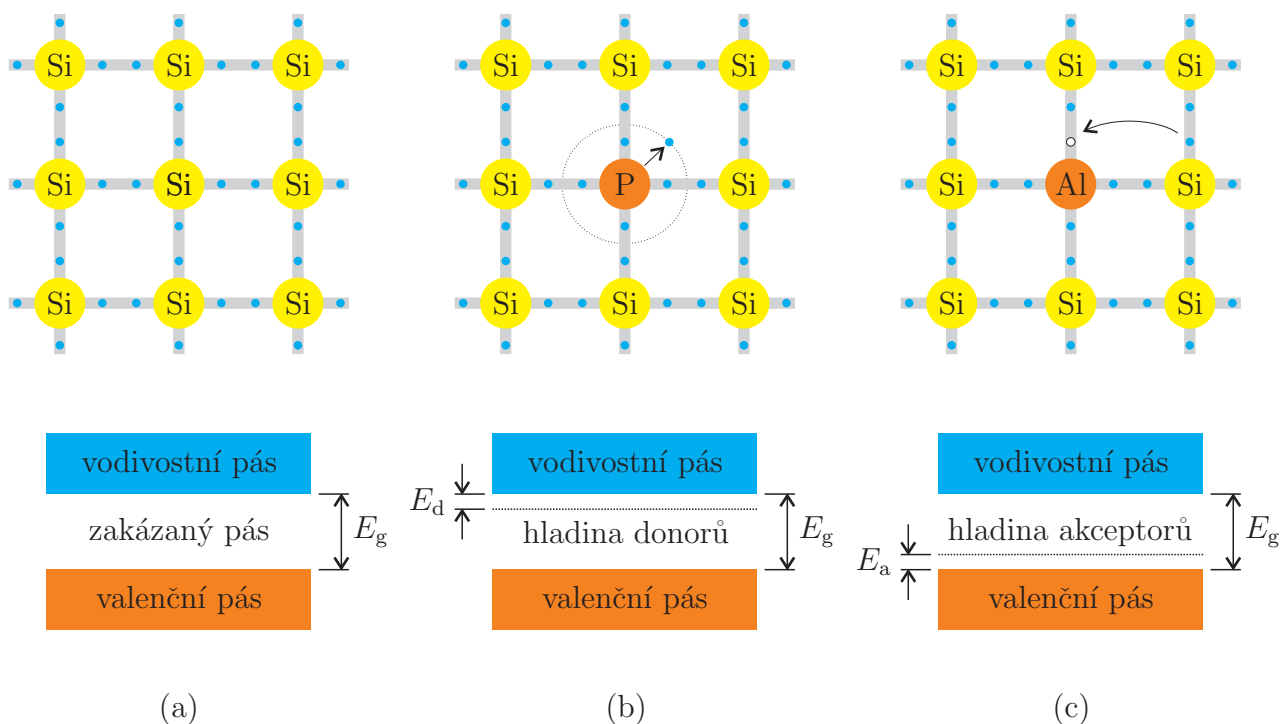 Si Si Si
Si Si Si
Si Si Si
vodivostní pás
zakázaný pás
E_g
valenční pás
(a)
Si Si Si
Si P Si
Si Si Si
vodivostní pás
E_d
hladina donorů
E_g
valenční pás
(b)
Si Si Si
Si Al Si
Si Si Si
vodivostní pás
hladina akceptorů
E_g
E_a
valenční pás
(c)